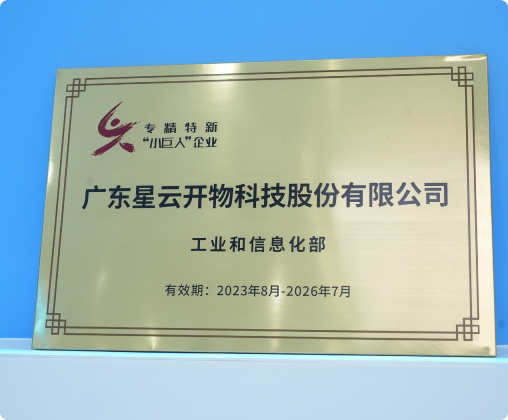 专精特新
“小巨人”企业
广东星云开物科技股份有限公司
工业和信息化部
有效期：2023年8月-2026年7月